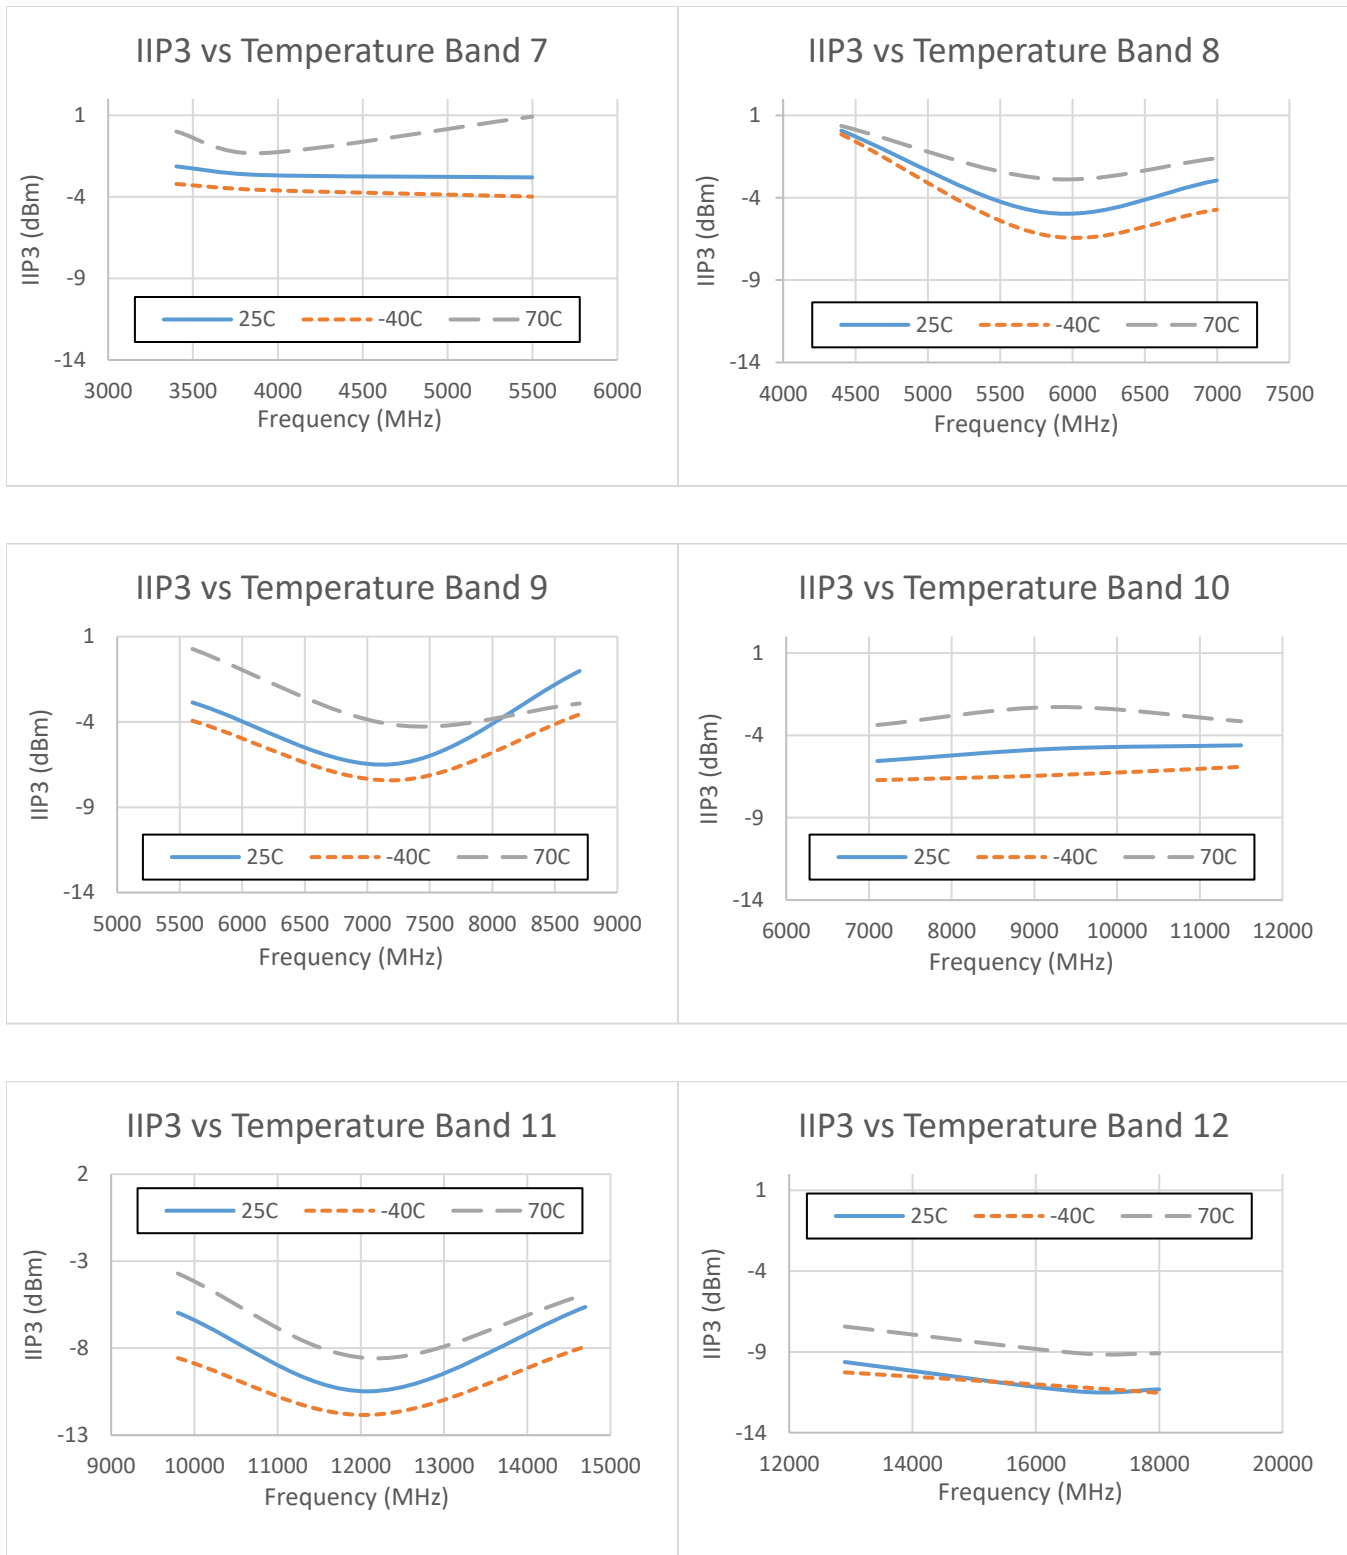 IIP3 vs Temperature Band 7
IIP3 (dBm)
1
-4
-9
-14
25C -40C 70C
3000 3500 4000 4500 5000 5500 6000
Frequency (MHz)
IIP3 vs Temperature Band 8
IIP3 (dBm)
1
-4
-9
-14
25C -40C 70C
4000 4500 5000 5500 6000 6500 7000 7500
Frequency (MHz)
IIP3 vs Temperature Band 9
IIP3 (dBm)
1
-4
-9
-14
25C -40C 70C
5000 5500 6000 6500 7000 7500 8000 8500 9000
Frequency (MHz)
IIP3 vs Temperature Band 10
IIP3 (dBm)
1
-4
-9
-14
25C -40C 70C
6000 7000 8000 9000 10000 11000 12000
Frequency (MHz)
IIP3 vs Temperature Band 11
IIP3 (dBm)
2
-3
-8
-13
25C -40C 70C
9000 10000 11000 12000 13000 14000 15000
Frequency (MHz)
IIP3 vs Temperature Band 12
IIP3 (dBm)
1
-4
-9
-14
25C -40C 70C
12000 14000 16000 18000 20000
Frequency (MHz)